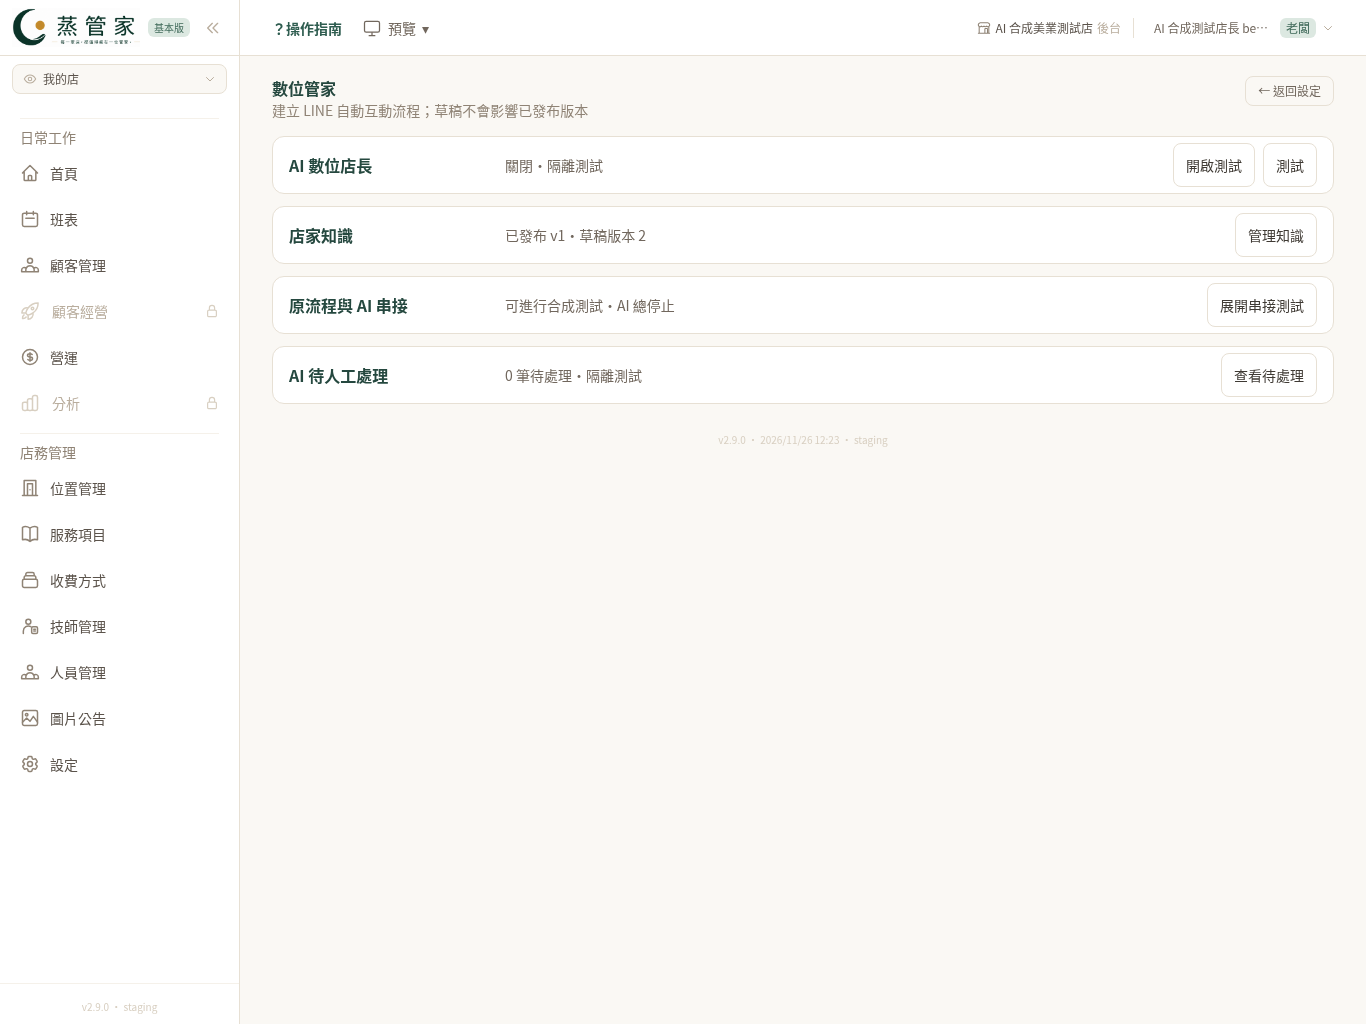 蒸管家
基本版
我的店
日常工作
首頁
班表
顧客管理
顧客經營
營運
分析
店務管理
位置管理
服務項目
收費方式
技師管理
人員管理
圖片公告
設定
v2.9.0 · staging
?操作指南
預覽 ▾
AI 合成美業測試店 後台
AI 合成測試店長 be…
老闆
數位管家
建立 LINE 自動互動流程；草稿不會影響已發布版本
← 返回設定
AI 數位店長
關閉・隔離測試
開啟測試
測試
店家知識
已發布 v1・草稿版本 2
管理知識
原流程與 AI 串接
可進行合成測試・AI 總停止
展開串接測試
AI 待人工處理
0 筆待處理・隔離測試
查看待處理
v2.9.0 · 2026/11/26 12:23 · staging